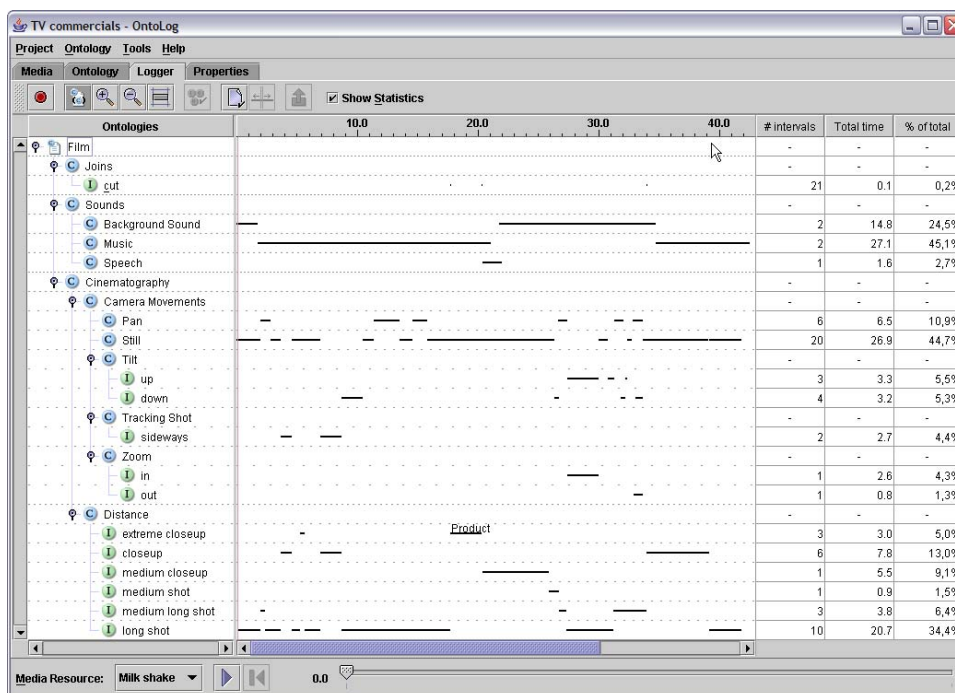 TV commercials - OntoLog
Project Ontology Tools Help
Media Ontology Logger Properties
Show Statistics
Ontologies 10.0 20.0 30.0 40.0 # intervals Total time % of total
Film - - -
Joins - - -
cut 21 0.1 0,2%
Sounds - - -
Background Sound 2 14.8 24,5%
Music 2 27.1 45,1%
Speech 1 1.6 2,7%
Cinematography - - -
Camera Movements - - -
Pan 6 6.5 10,9%
Still 20 26.9 44,7%
Tilt - - -
up 3 3.3 5,5%
down 4 3.2 5,3%
Tracking Shot - - -
sideways 2 2.7 4,4%
Zoom - - -
in 1 2.6 4,3%
out 1 0.8 1,3%
Distance - - -
extreme closeup Product 3 3.0 5,0%
closeup 6 7.8 13,0%
medium closeup 1 5.5 9,1%
medium shot 1 0.9 1,5%
medium long shot 3 3.8 6,4%
long shot 10 20.7 34,4%
Media Resource: Milk shake 0.0